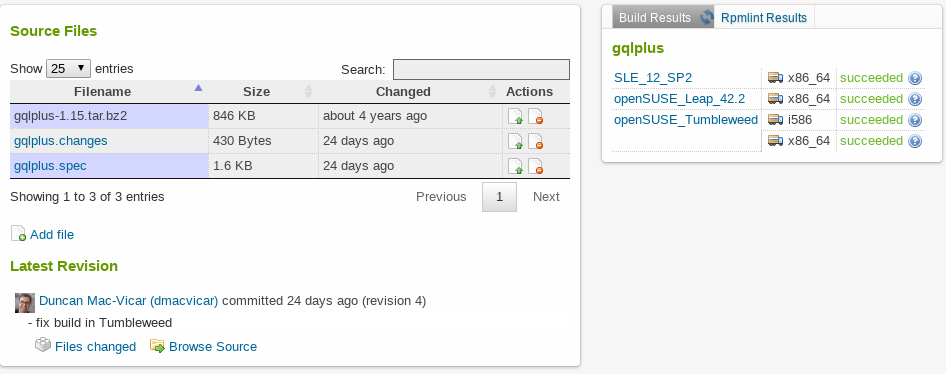 Source Files
Show 25 entries Search:
Filename Size Changed Actions
gqlplus-1.15.tar.bz2 846 KB about 4 years ago
gqlplus.changes 430 Bytes 24 days ago
gqlplus.spec 1.6 KB 24 days ago
Showing 1 to 3 of 3 entries Previous 1 Next
Add file
Latest Revision
Duncan Mac-Vicar (dmacvicar) committed 24 days ago (revision 4)
- fix build in Tumbleweed
Files changed Browse Source
Build Results Rpmlint Results
gqlplus
SLE_12_SP2 x86_64 succeeded
openSUSE_Leap_42.2 x86_64 succeeded
openSUSE_Tumbleweed i586 succeeded
x86_64 succeeded